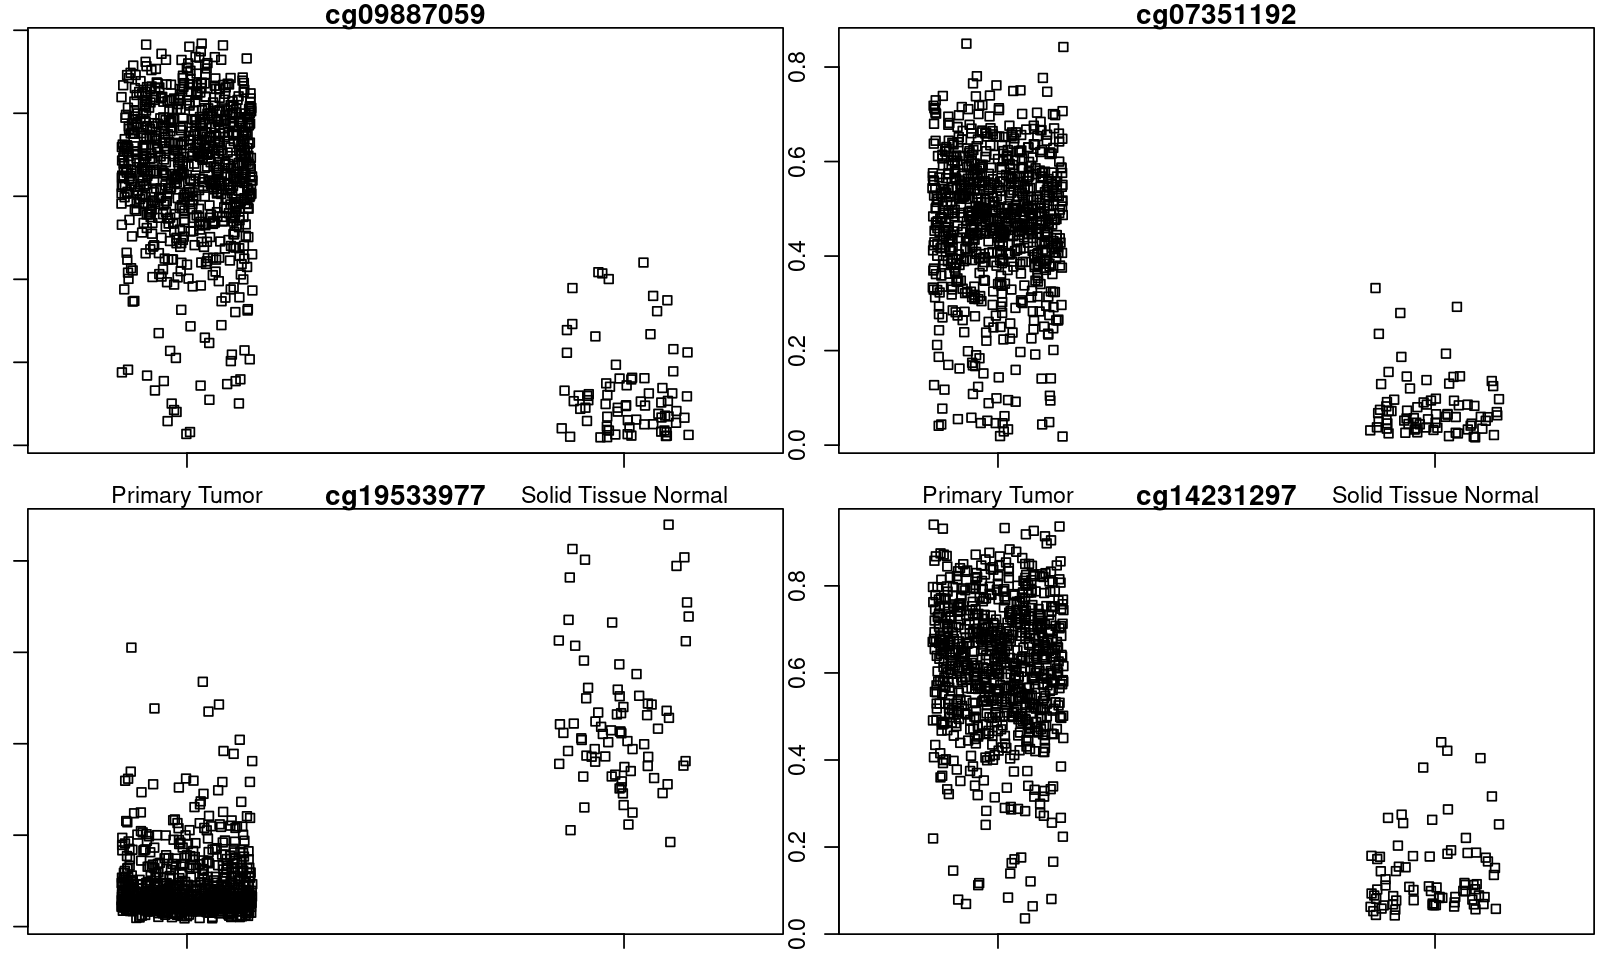 cg09887059
cg07351192
0.8
0.6
0.4
0.2
0.0
Primary Tumor
cg19533977
Solid Tissue Normal
Primary Tumor
cg14231297
Solid Tissue Normal
0.8
0.6
0.4
0.2
0.0